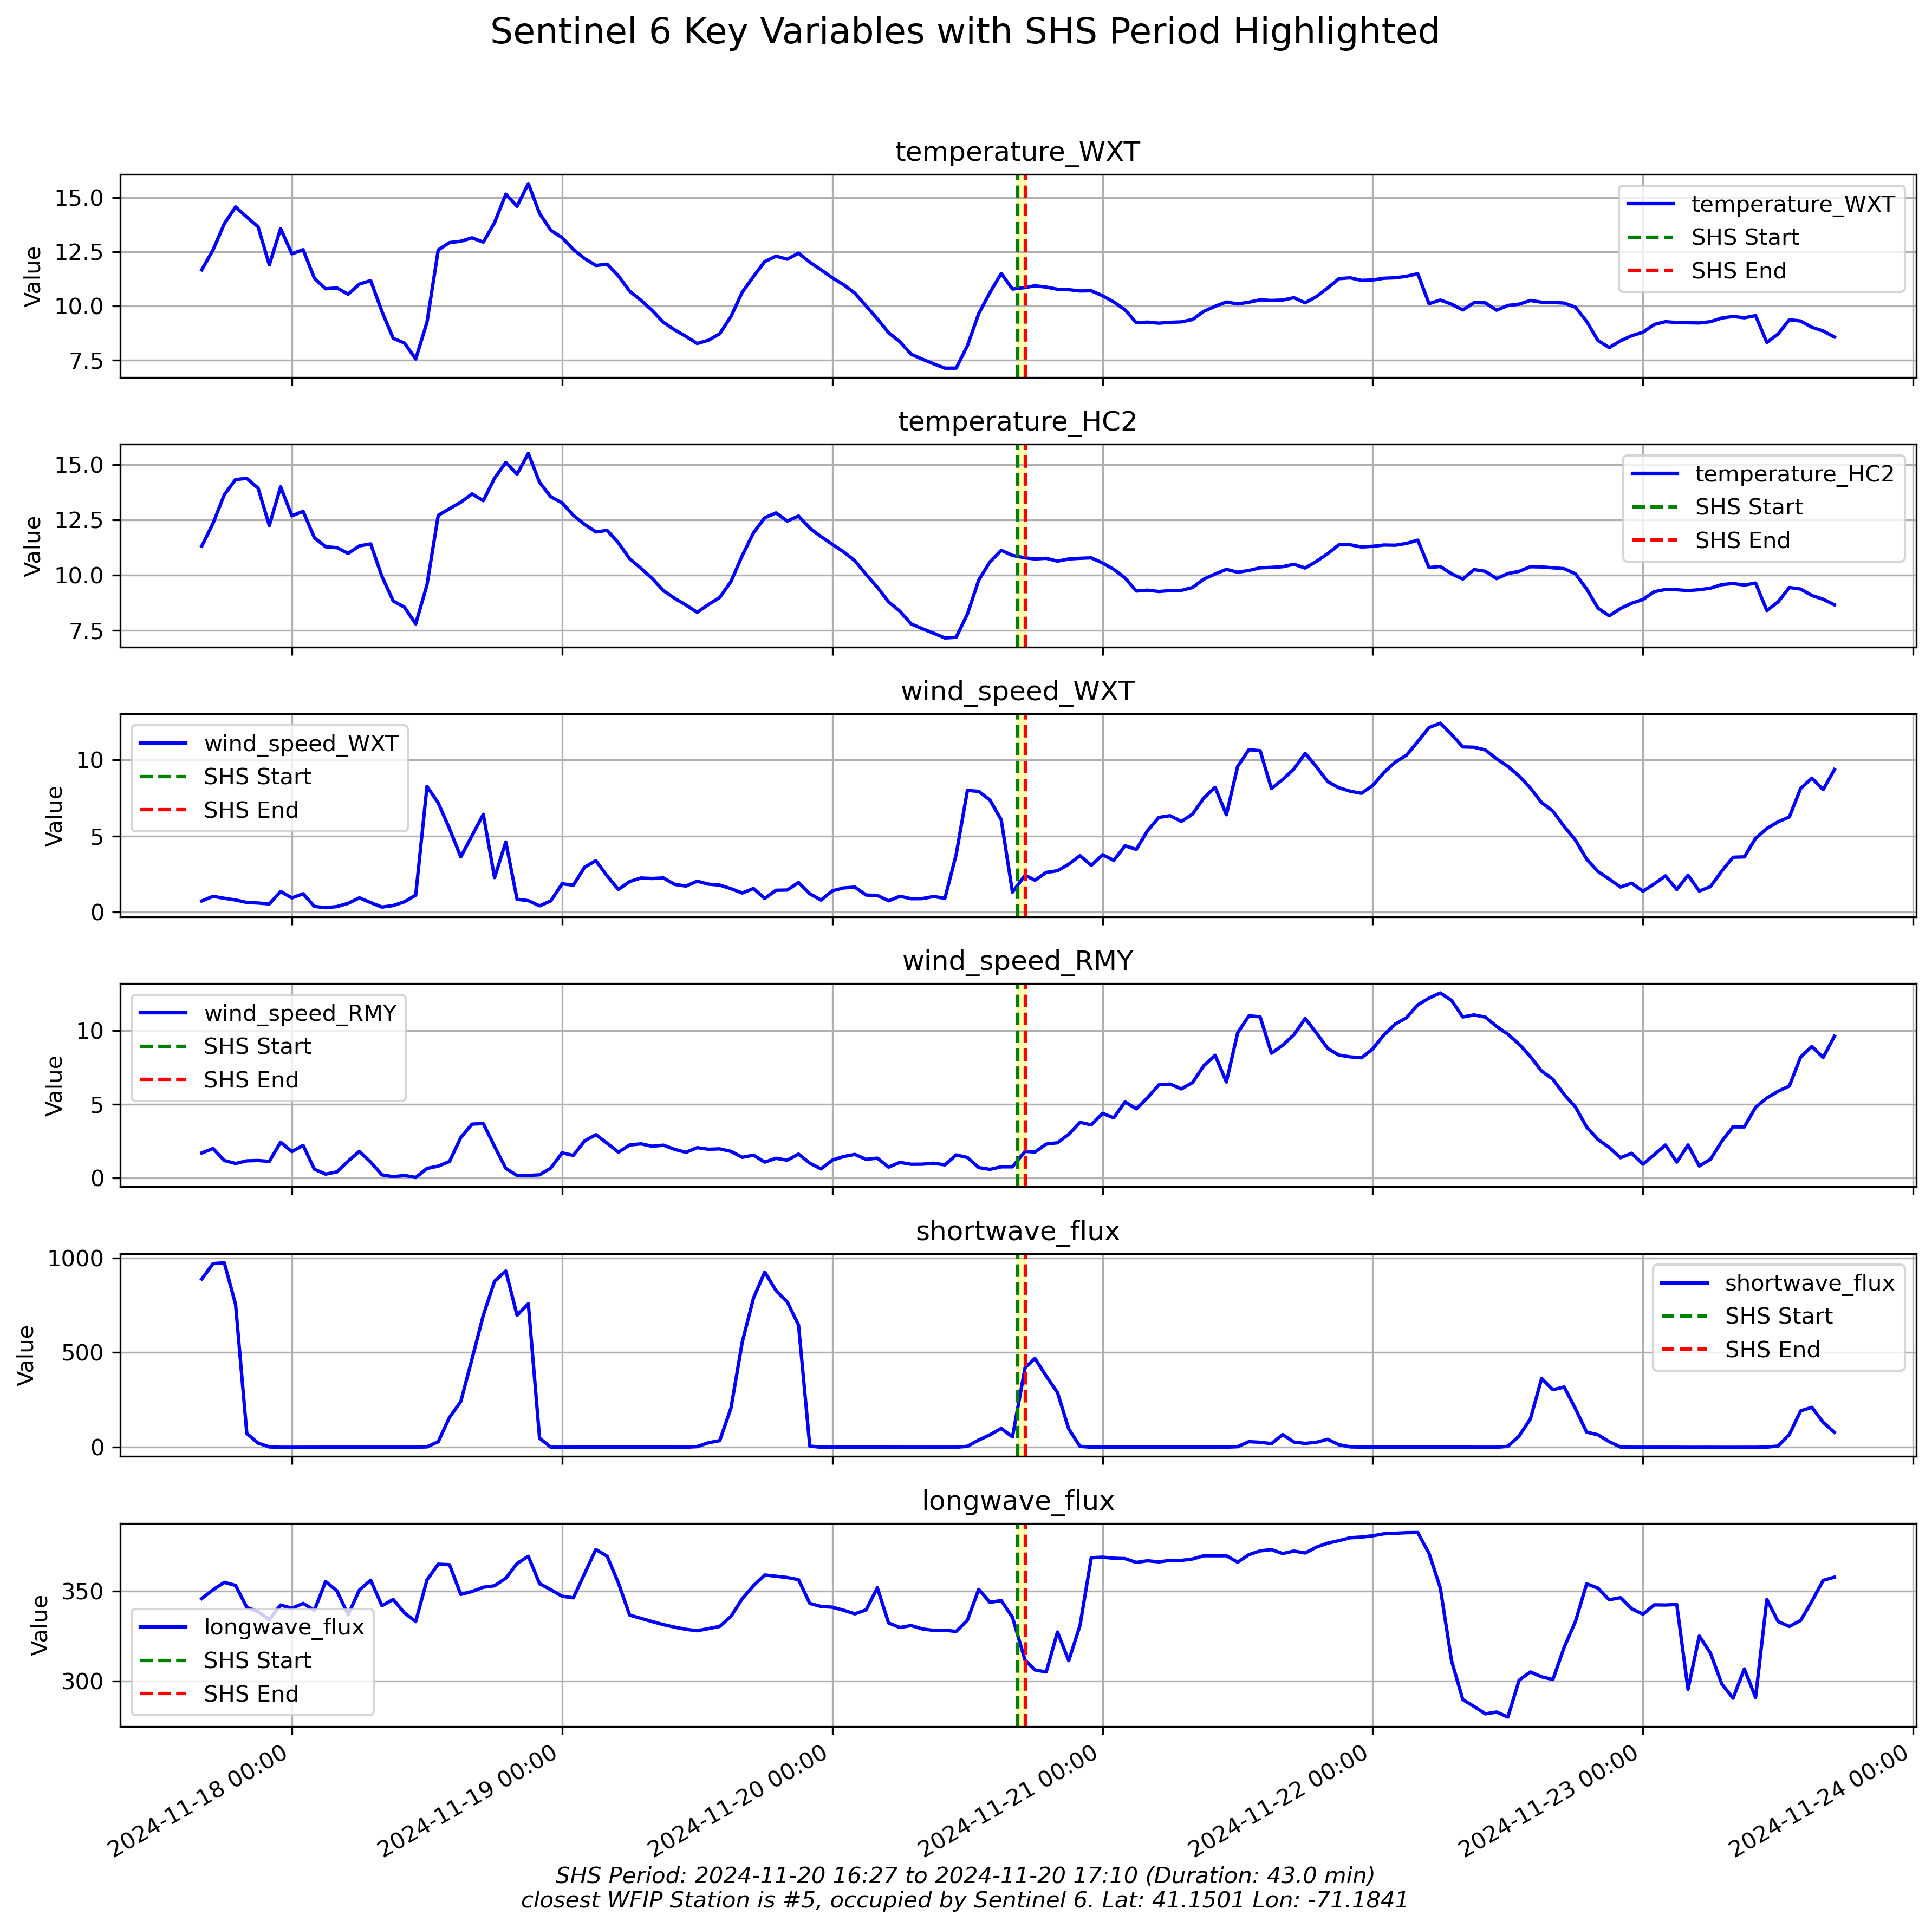 Sentinel 6 Key Variables with SHS Period Highlighted
temperature_WXT
Value
15.0
12.5
10.0
7.5
temperature_WXT
SHS Start
SHS End
temperature_HC2
Value
15.0
12.5
10.0
7.5
temperature_HC2
SHS Start
SHS End
wind_speed_WXT
Value
10
5
0
wind_speed_WXT
SHS Start
SHS End
wind_speed_RMY
Value
10
5
0
wind_speed_RMY
SHS Start
SHS End
shortwave_flux
Value
1000
500
0
shortwave_flux
SHS Start
SHS End
longwave_flux
Value
350
300
longwave_flux
SHS Start
SHS End
2024-11-18 00:00
2024-11-19 00:00
2024-11-20 00:00
2024-11-21 00:00
2024-11-22 00:00
2024-11-23 00:00
2024-11-24 00:00
SHS Period: 2024-11-20 16:27 to 2024-11-20 17:10 (Duration: 43.0 min)
closest WFIP Station is #5, occupied by Sentinel 6. Lat: 41.1501 Lon: -71.1841